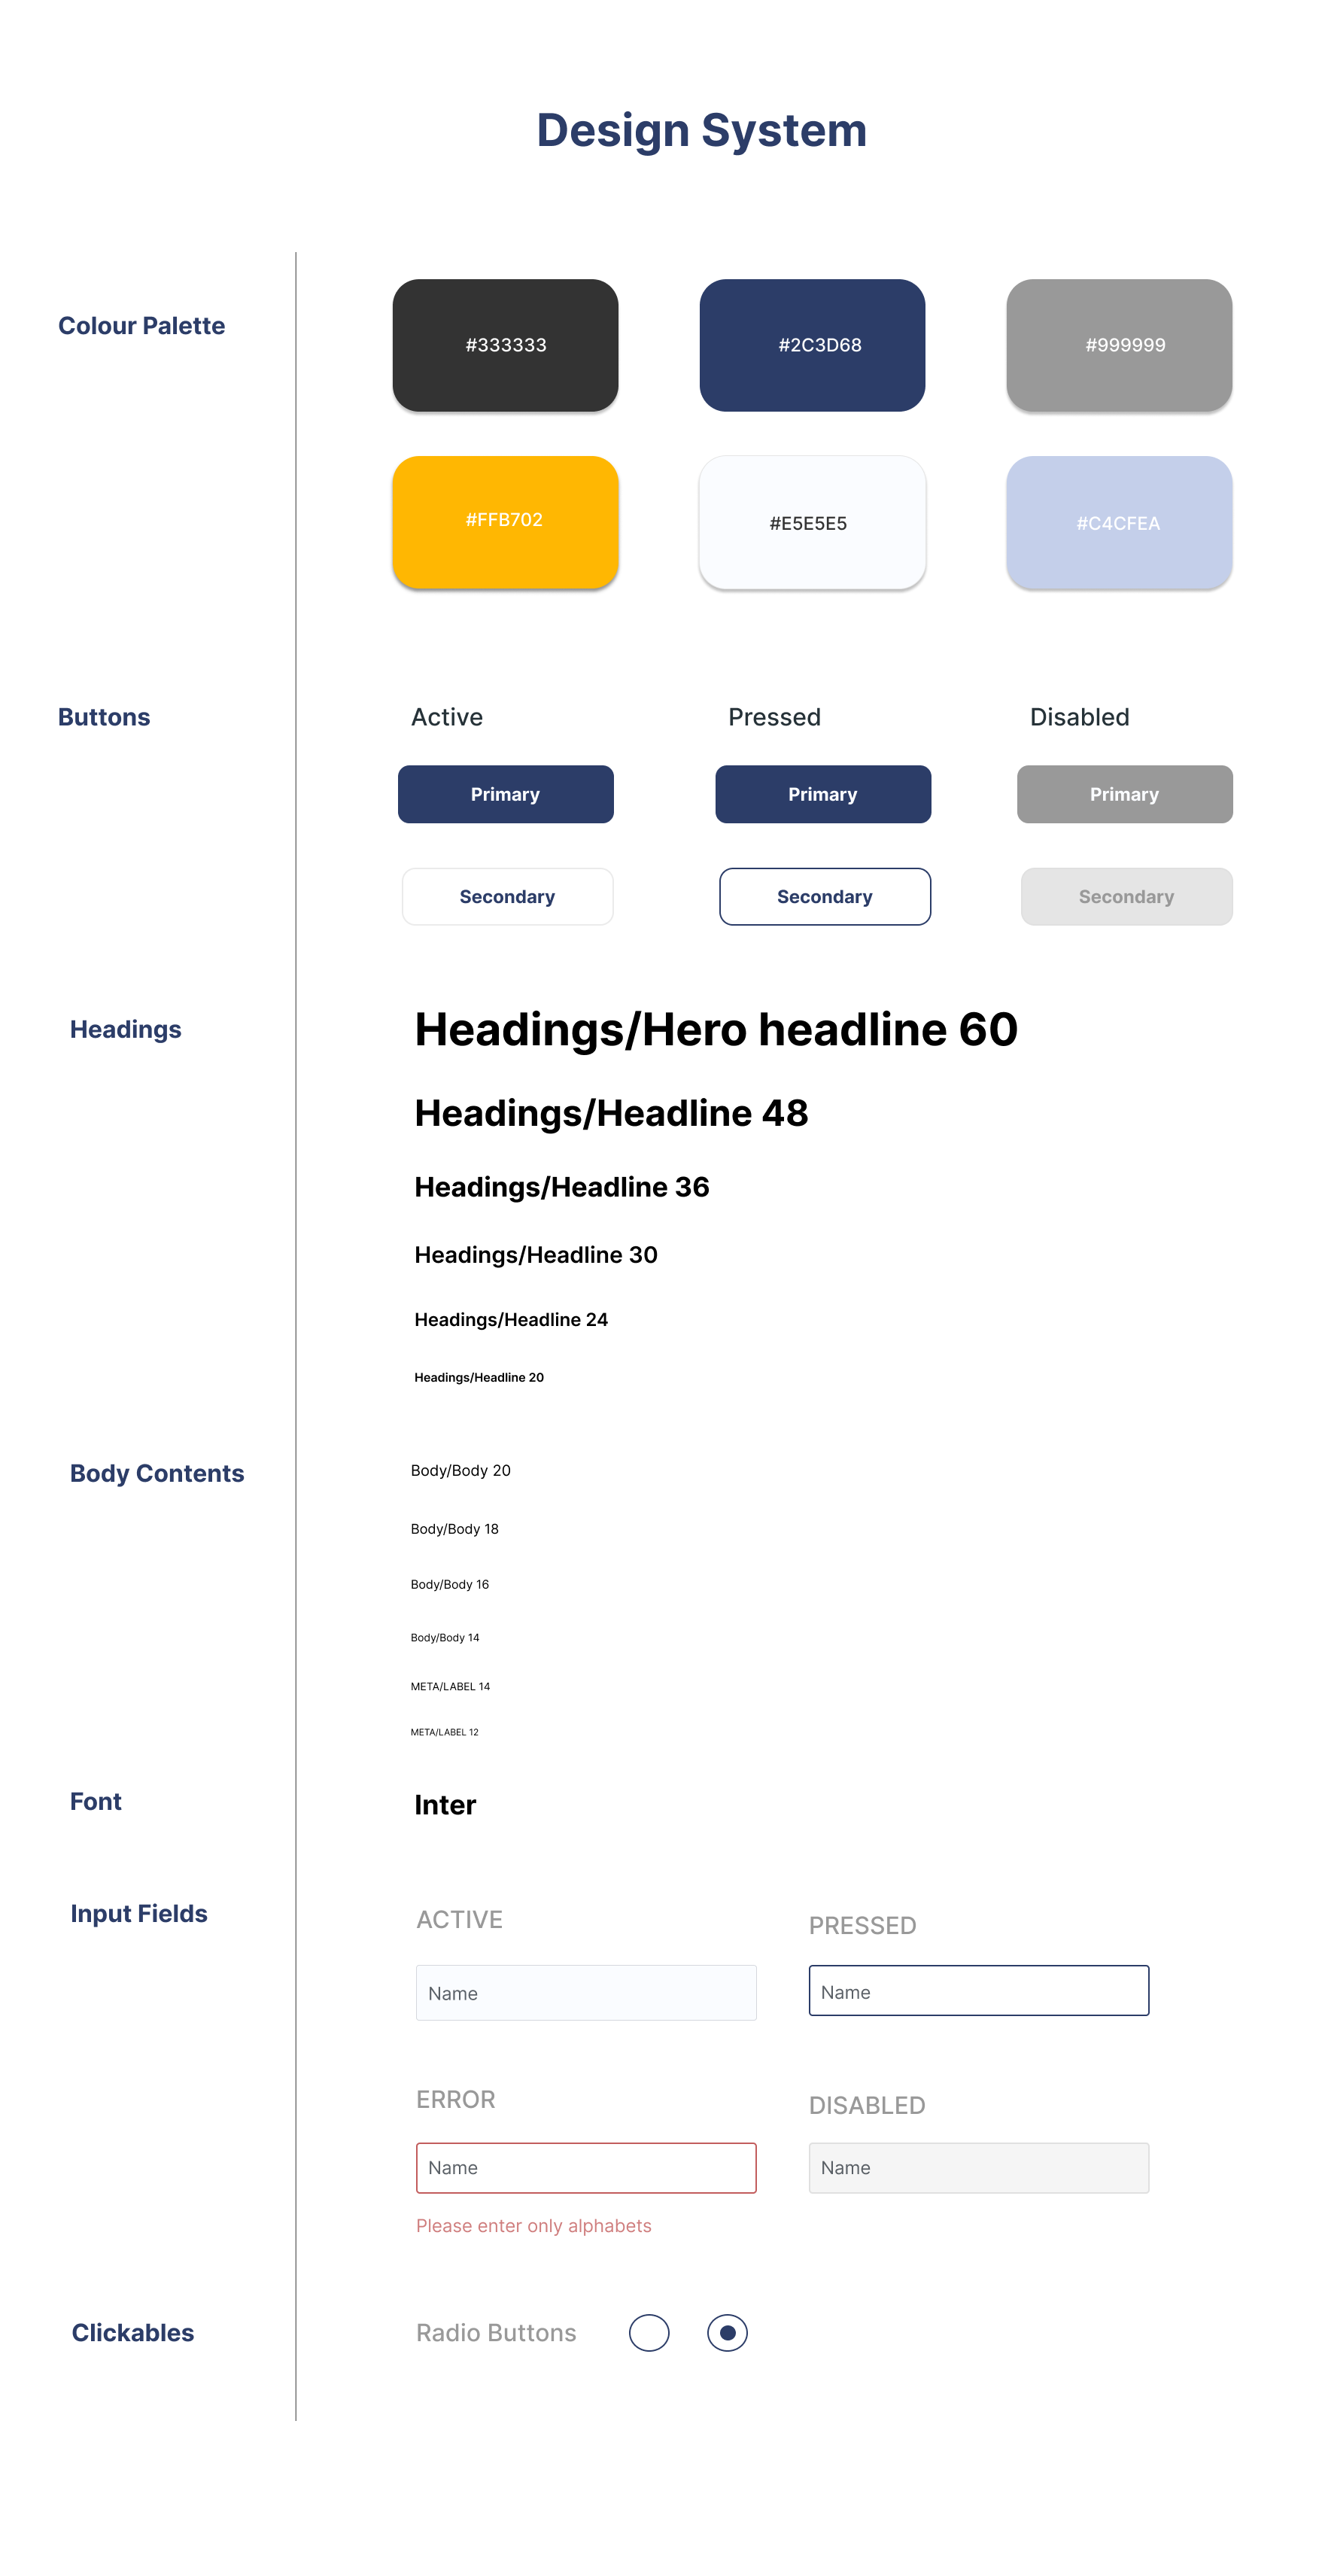 Design System
Colour Palette
#333333
#2C3D68
#999999
#FFB702
#E5E5E5
#C4CFEA
Buttons
Active
Pressed
Disabled
Primary
Primary
Primary
Secondary
Secondary
Secondary
Headings
Headings/Hero headline 60
Headings/Headline 48
Headings/Headline 36
Headings/Headline 30
Headings/Headline 24
Headings/Headline 20
Body Contents
Body/Body 20
Body/Body 18
Body/Body 16
Body/Body 14
META/LABEL 14
META/LABEL 12
Font
Inter
Input Fields
ACTIVE
PRESSED
Name
Name
ERROR
DISABLED
Name
Name
Please enter only alphabets
Clickables
Radio Buttons